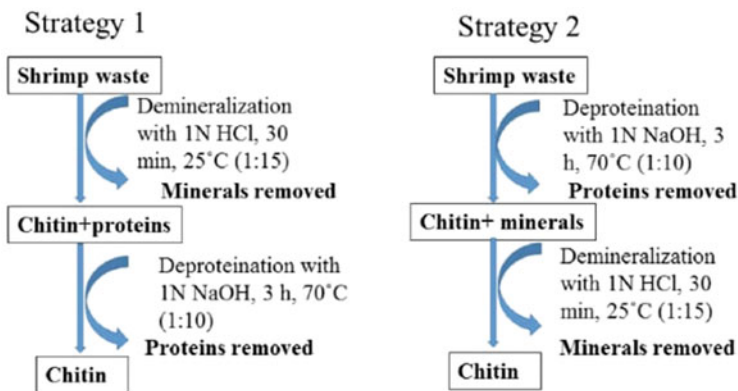 Strategy 1
Shrimp waste
Demineralization
with 1N HCl, 30
min, 25˚C (1:15)
Minerals removed
Chitin+proteins
Deproteination with
1N NaOH, 3 h, 70˚C
(1:10)
Proteins removed
Chitin
Strategy 2
Shrimp waste
Deproteination
with 1N NaOH, 3
h, 70˚C (1:10)
Proteins removed
Chitin+ minerals
Demineralization
with 1N HCl, 30
min, 25˚C (1:15)
Minerals removed
Chitin